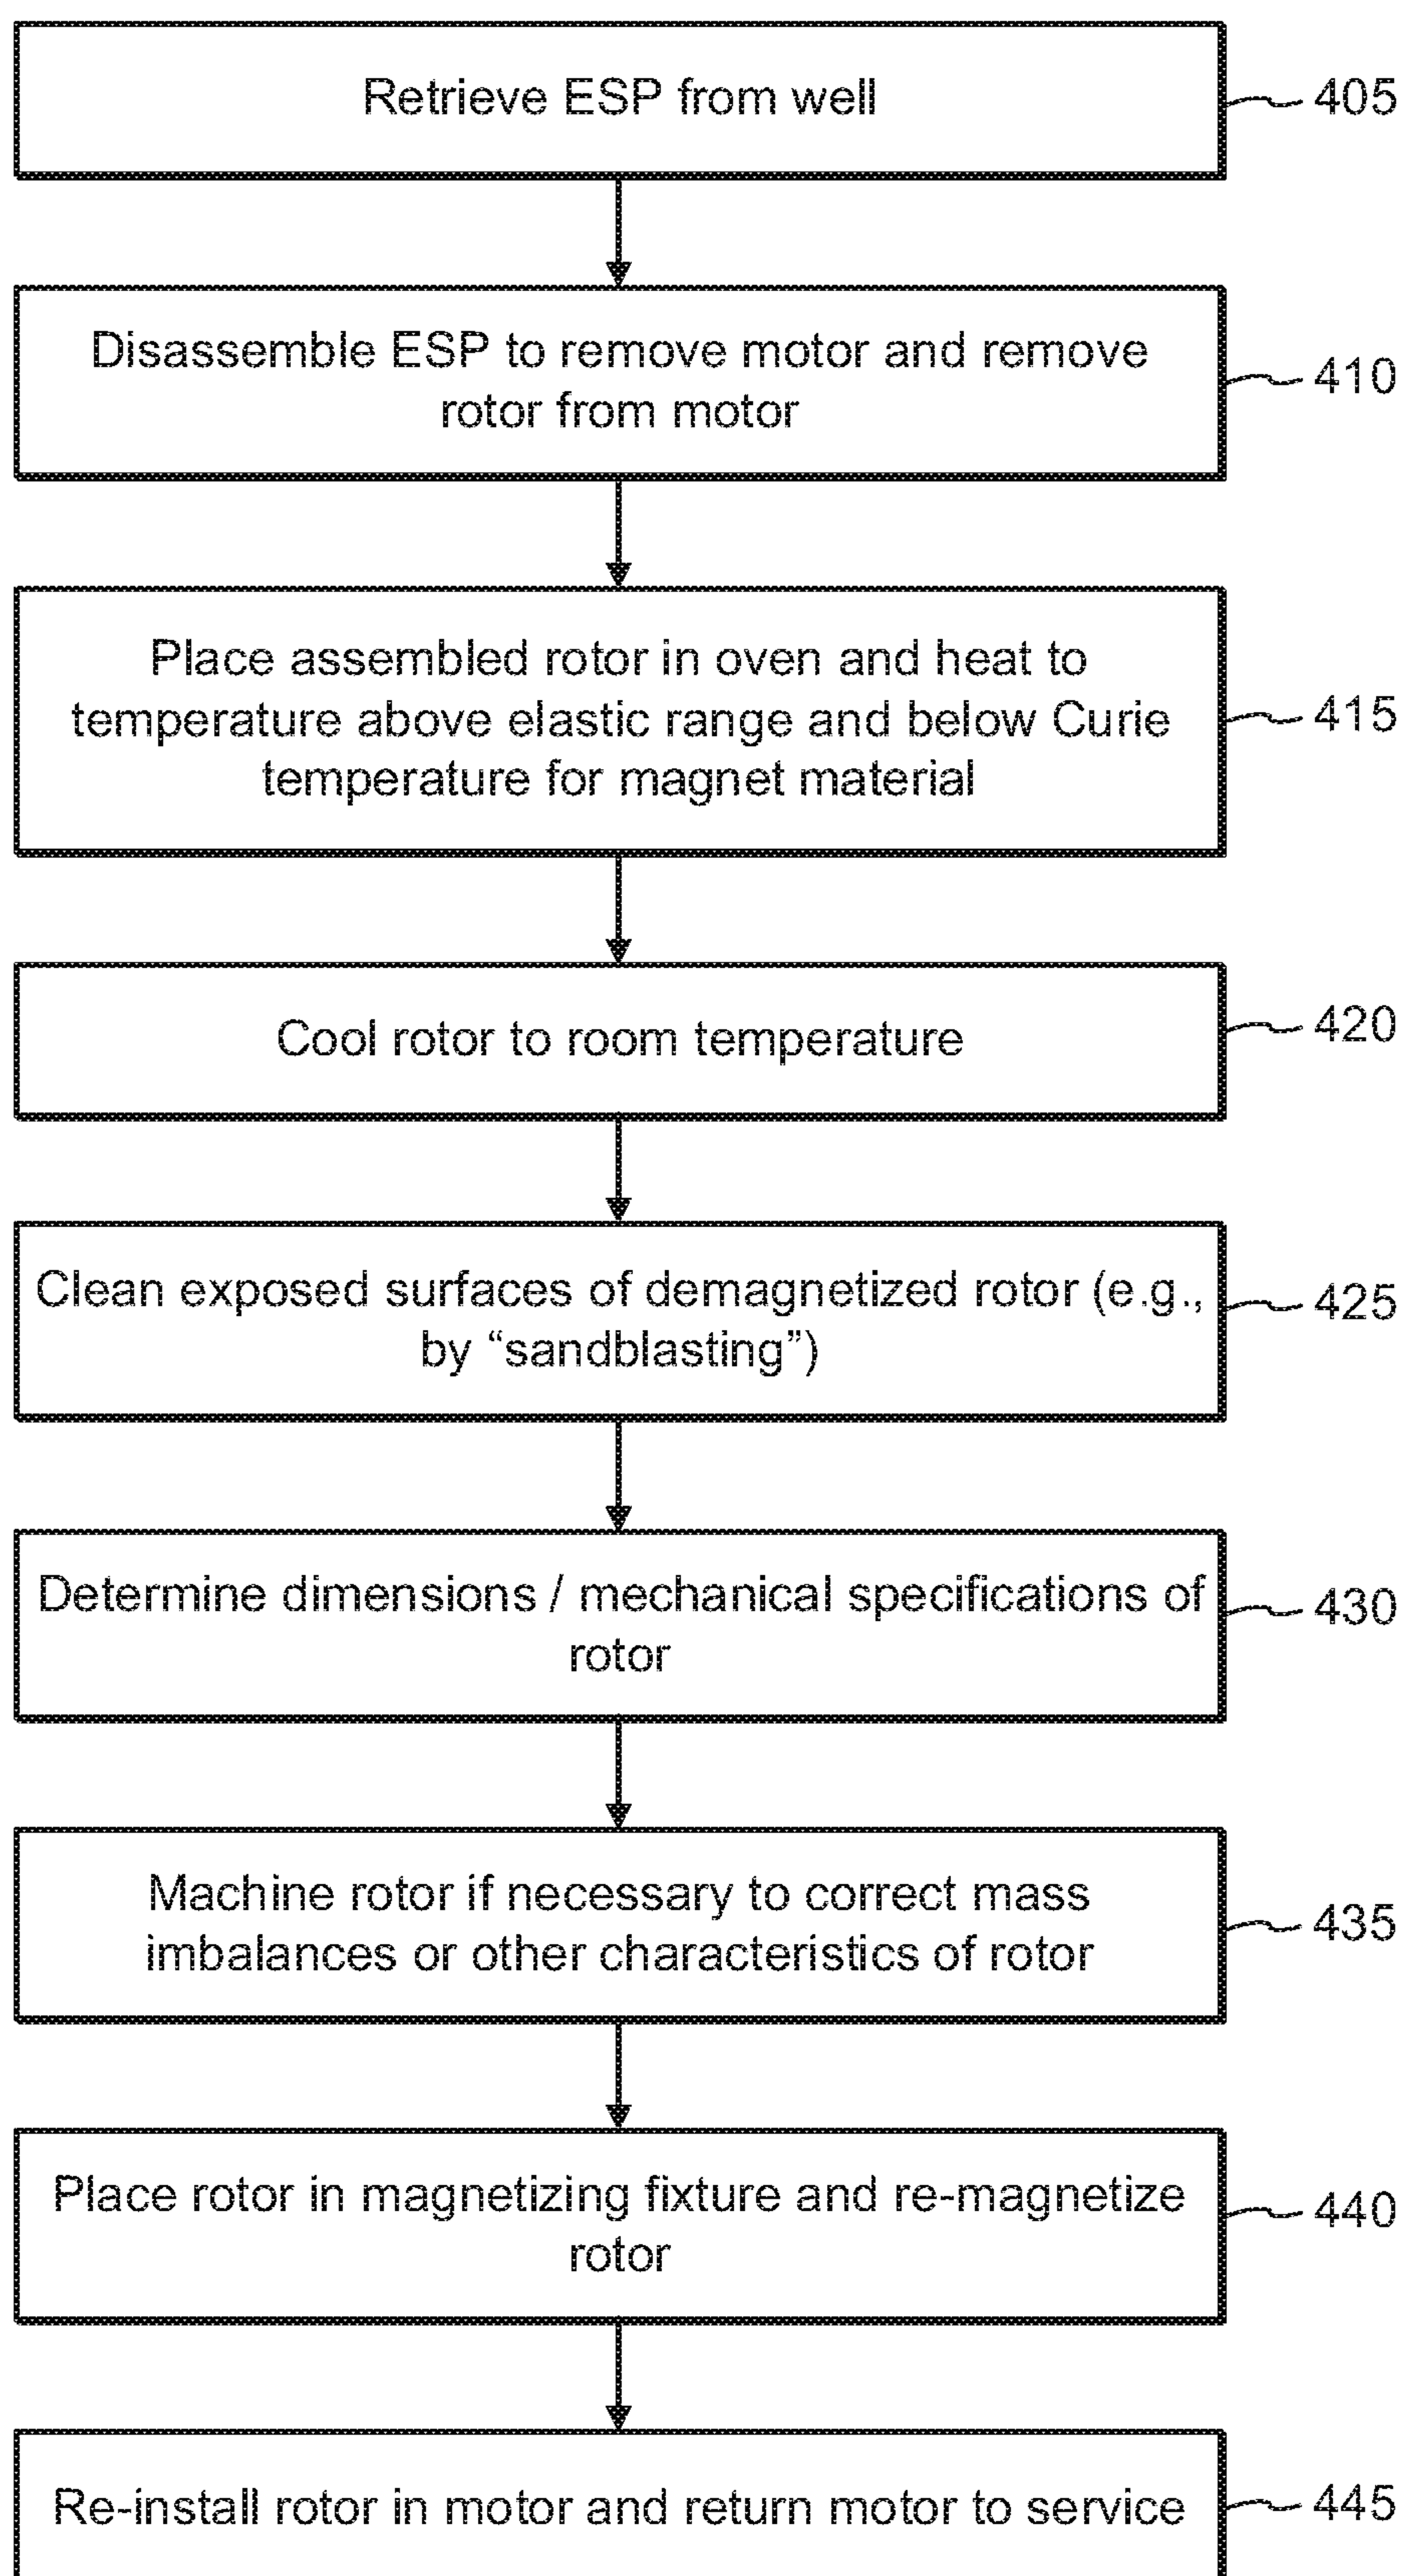 Retrieve ESP from well
405
Disassemble ESP to remove motor and remove
rotor from motor
410
Place assembled rotor in oven and heat to
temperature above elastic range and below Curie
temperature for magnet material
415
Cool rotor to room temperature
420
Clean exposed surfaces of demagnetized rotor (e.g.,
by “sandblasting”)
425
Determine dimensions / mechanical specifications of
rotor
430
Machine rotor if necessary to correct mass
imbalances or other characteristics of rotor
435
Place rotor in magnetizing fixture and re-magnetize
rotor
440
Re-install rotor in motor and return motor to service
445